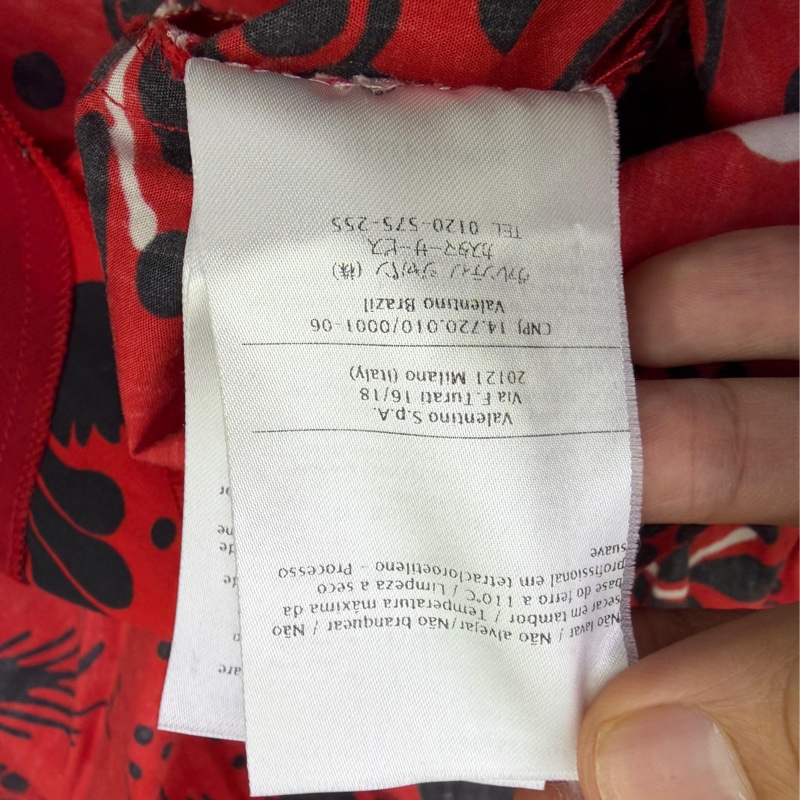 Não lavar / Não alvejar/Não branquear / Não
secar em tambor / Temperatura máxima da
base do ferro a 110°C / Limpeza a seco
profissional em tetracloroetileno - Processo
suave
Valentino S.p.A.
Via F.Turati 16/18
20121 Milano (Italy)
CNPJ 14.720.010/0001-06
Valentino Brazil
ヴァレンティノ ジャパン (株)
カスタマーサービス
TEL 0120-575-255